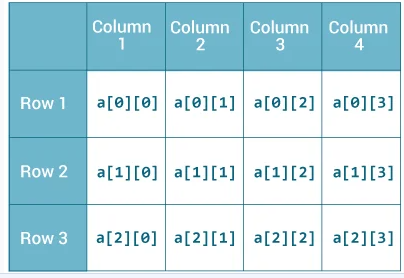 Column Column Column Column
1 2 3 4
Row 1 a[0][0] a[0][1] a[0][2] a[0][3]
Row 2 a[1][0] a[1][1] a[1][2] a[1][3]
Row 3 a[2][0] a[2][1] a[2][2] a[2][3]